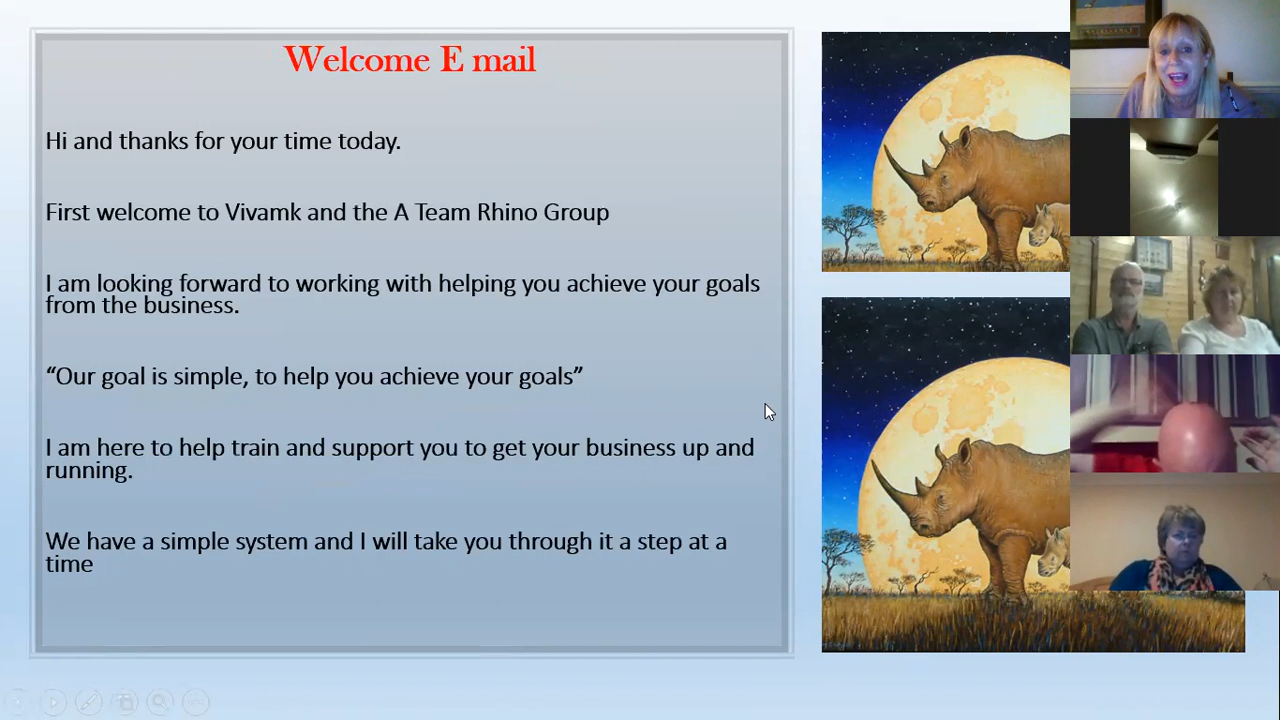 Welcome E mail
Hi and thanks for your time today.
First welcome to Vivamk and the A Team Rhino Group
I am looking forward to working with helping you achieve your goals
from the business.
“Our goal is simple, to help you achieve your goals”
I am here to help train and support you to get your business up and
running.
We have a simple system and I will take you through it a step at a
time